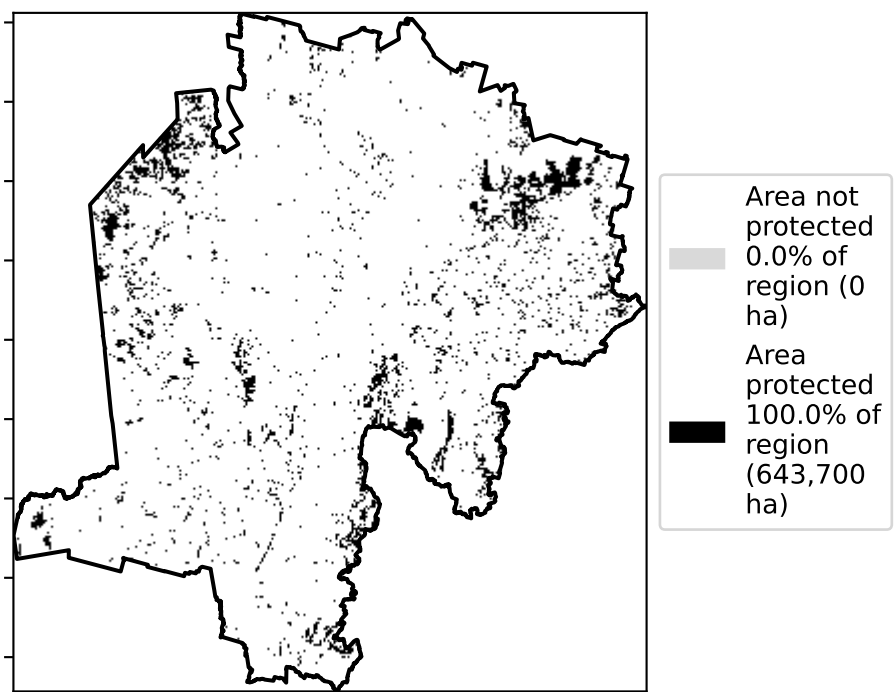 Area not
protected
0.0% of
region (0
ha)
Area
protected
100.0% of
region
(643,700
ha)